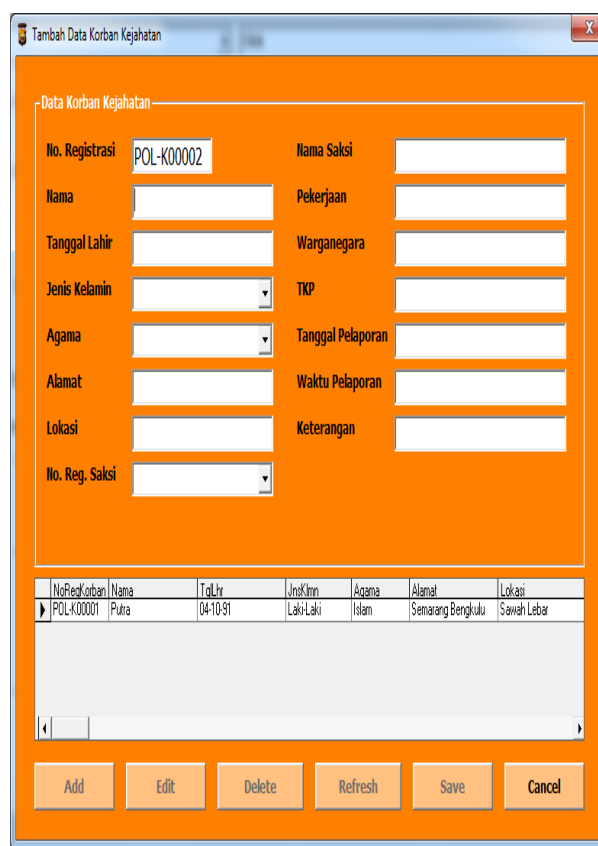 Tambah Data Korban Kejahatan
X
Data Korban Kejahatan
No. Registrasi POL-K00002 Nama Saksi
Nama Pekerjaan
Tanggal Lahir Warganegara
Jenis Kelamin TKP
Agama Tanggal Pelaporan
Alamat Waktu Pelaporan
Lokasi Keterangan
No. Reg. Saksi
NoRegKorban Nama TglLhr JnsKlmn Agama Alamat Lokasi
POL-K00001 Putra 04-10-91 Laki-Laki Islam Semarang Bengkulu Sawah Lebar
Add Edit Delete Refresh Save Cancel